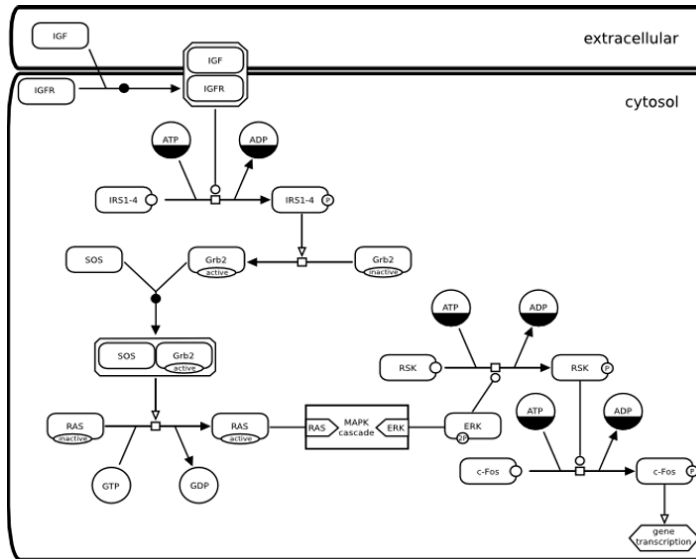 IGF
extracellular
IGF
IGFR
IGFR
cytosol
ATP
ADP
IRS1-4
IRS1-4
P
SOS
Grb2
active
Grb2
inactive
ATP
ADP
SOS
Grb2
active
RSK
RSK
P
RAS
inactive
RAS
active
RAS
MAPK
cascade
ERK
ERK
2P
ATP
ADP
GTP
GDP
c-Fos
c-Fos
P
gene
transcription